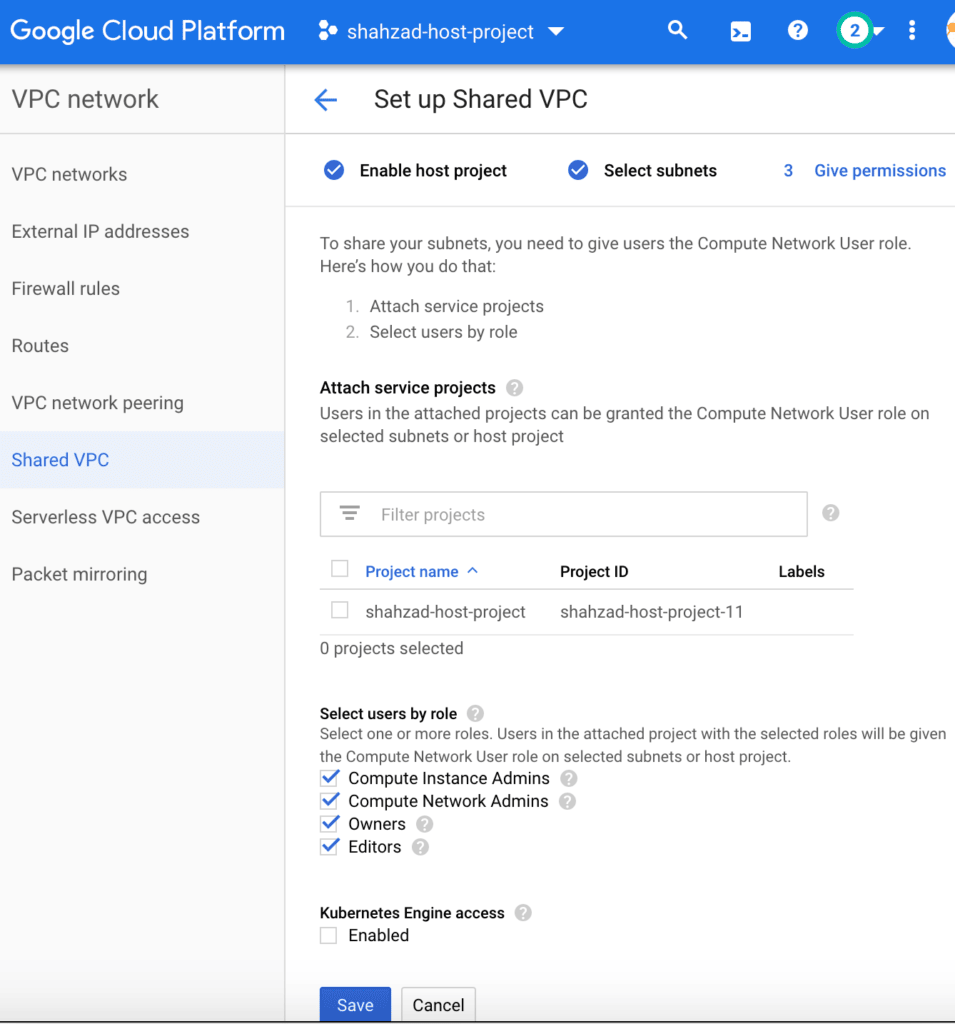 Google Cloud Platform
shahzad-host-project
2
VPC network
Set up Shared VPC
VPC networks
External IP addresses
Firewall rules
Routes
VPC network peering
Shared VPC
Serverless VPC access
Packet mirroring
Enable host project
Select subnets
3 Give permissions
To share your subnets, you need to give users the Compute Network User role.
Here’s how you do that:
1. Attach service projects
2. Select users by role
Attach service projects
Users in the attached projects can be granted the Compute Network User role on
selected subnets or host project
Filter projects
Project name Project ID Labels
shahzad-host-project shahzad-host-project-11
0 projects selected
Select users by role
Select one or more roles. Users in the attached project with the selected roles will be given
the Compute Network User role on selected subnets or host project.
Compute Instance Admins
Compute Network Admins
Owners
Editors
Kubernetes Engine access
Enabled
Save Cancel